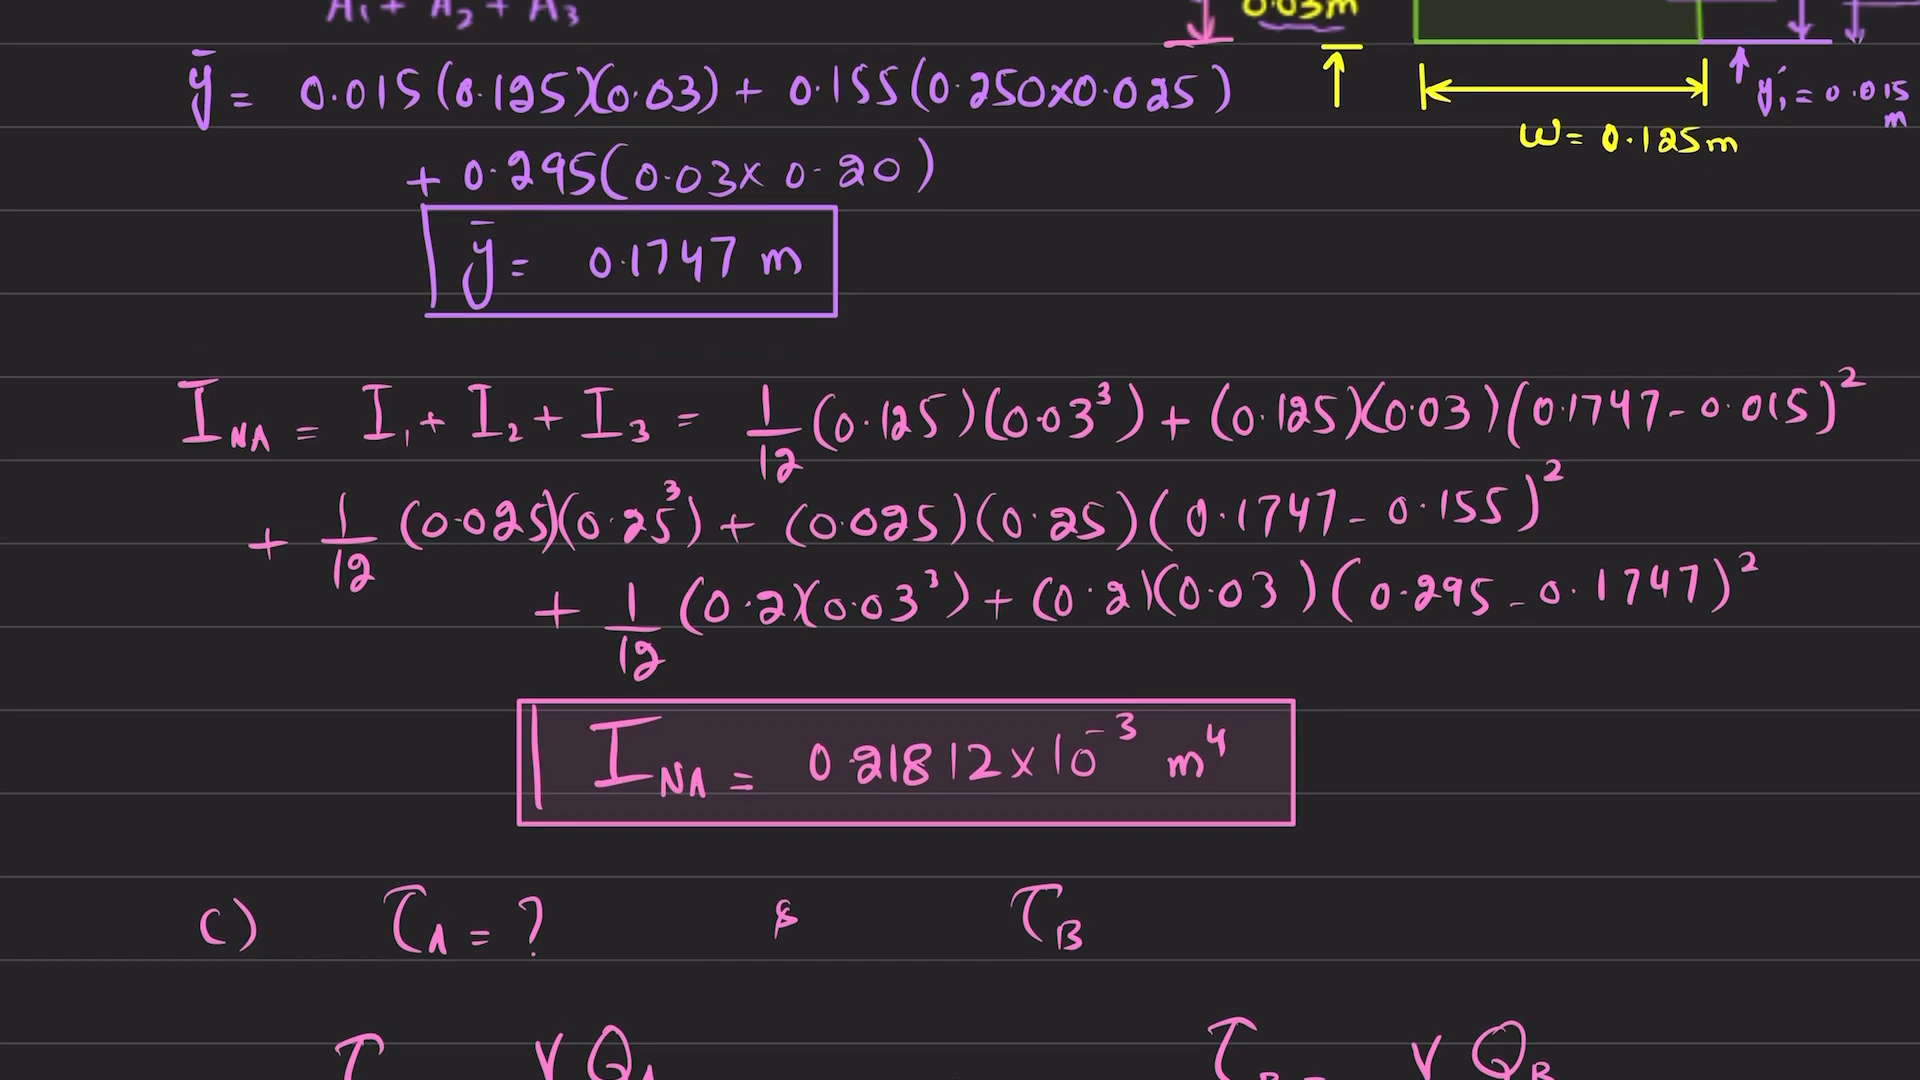 A₁ + A₂ + A₃
0.03m
ȳ = 0.015(0.125)(0.03) + 0.155(0.250×0.025)
+ 0.295(0.03× 0.20)
y₁ = 0.015 m
w = 0.125m
ȳ = 0.1747 m
I_NA = I₁ + I₂ + I₃ = 1/12 (0.125)(0.03³) + (0.125)(0.03)(0.1747-0.015)²
+ 1/12 (0.025)(0.25³) + (0.025)(0.25)(0.1747-0.155)²
+ 1/12 (0.2)(0.03³) + (0.2)(0.03)(0.295-0.1747)²
I_NA = 0.21812×10⁻³ m⁴
c) τ_A = ? & τ_B
τ V Q_A τ_B = V Q_B